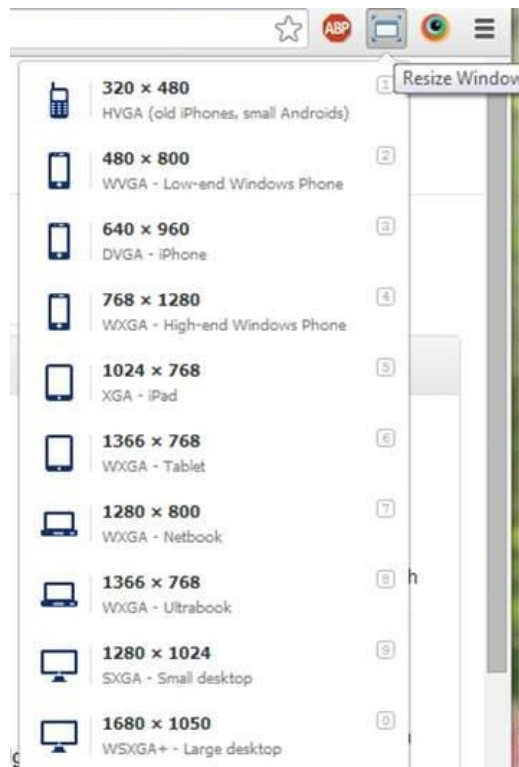 ABP
Resize Window
320 × 480
1
HVGA (old iPhones, small Androids)
480 × 800
2
WVGA - Low-end Windows Phone
640 × 960
3
DVGA - iPhone
768 × 1280
4
WXGA - High-end Windows Phone
1024 × 768
5
XGA - iPad
1366 × 768
6
WXGA - Tablet
1280 × 800
7
WXGA - Netbook
1366 × 768
8
h
WXGA - Ultrabook
1280 × 1024
9
SXGA - Small desktop
1680 × 1050
0
WSXGA+ - Large desktop